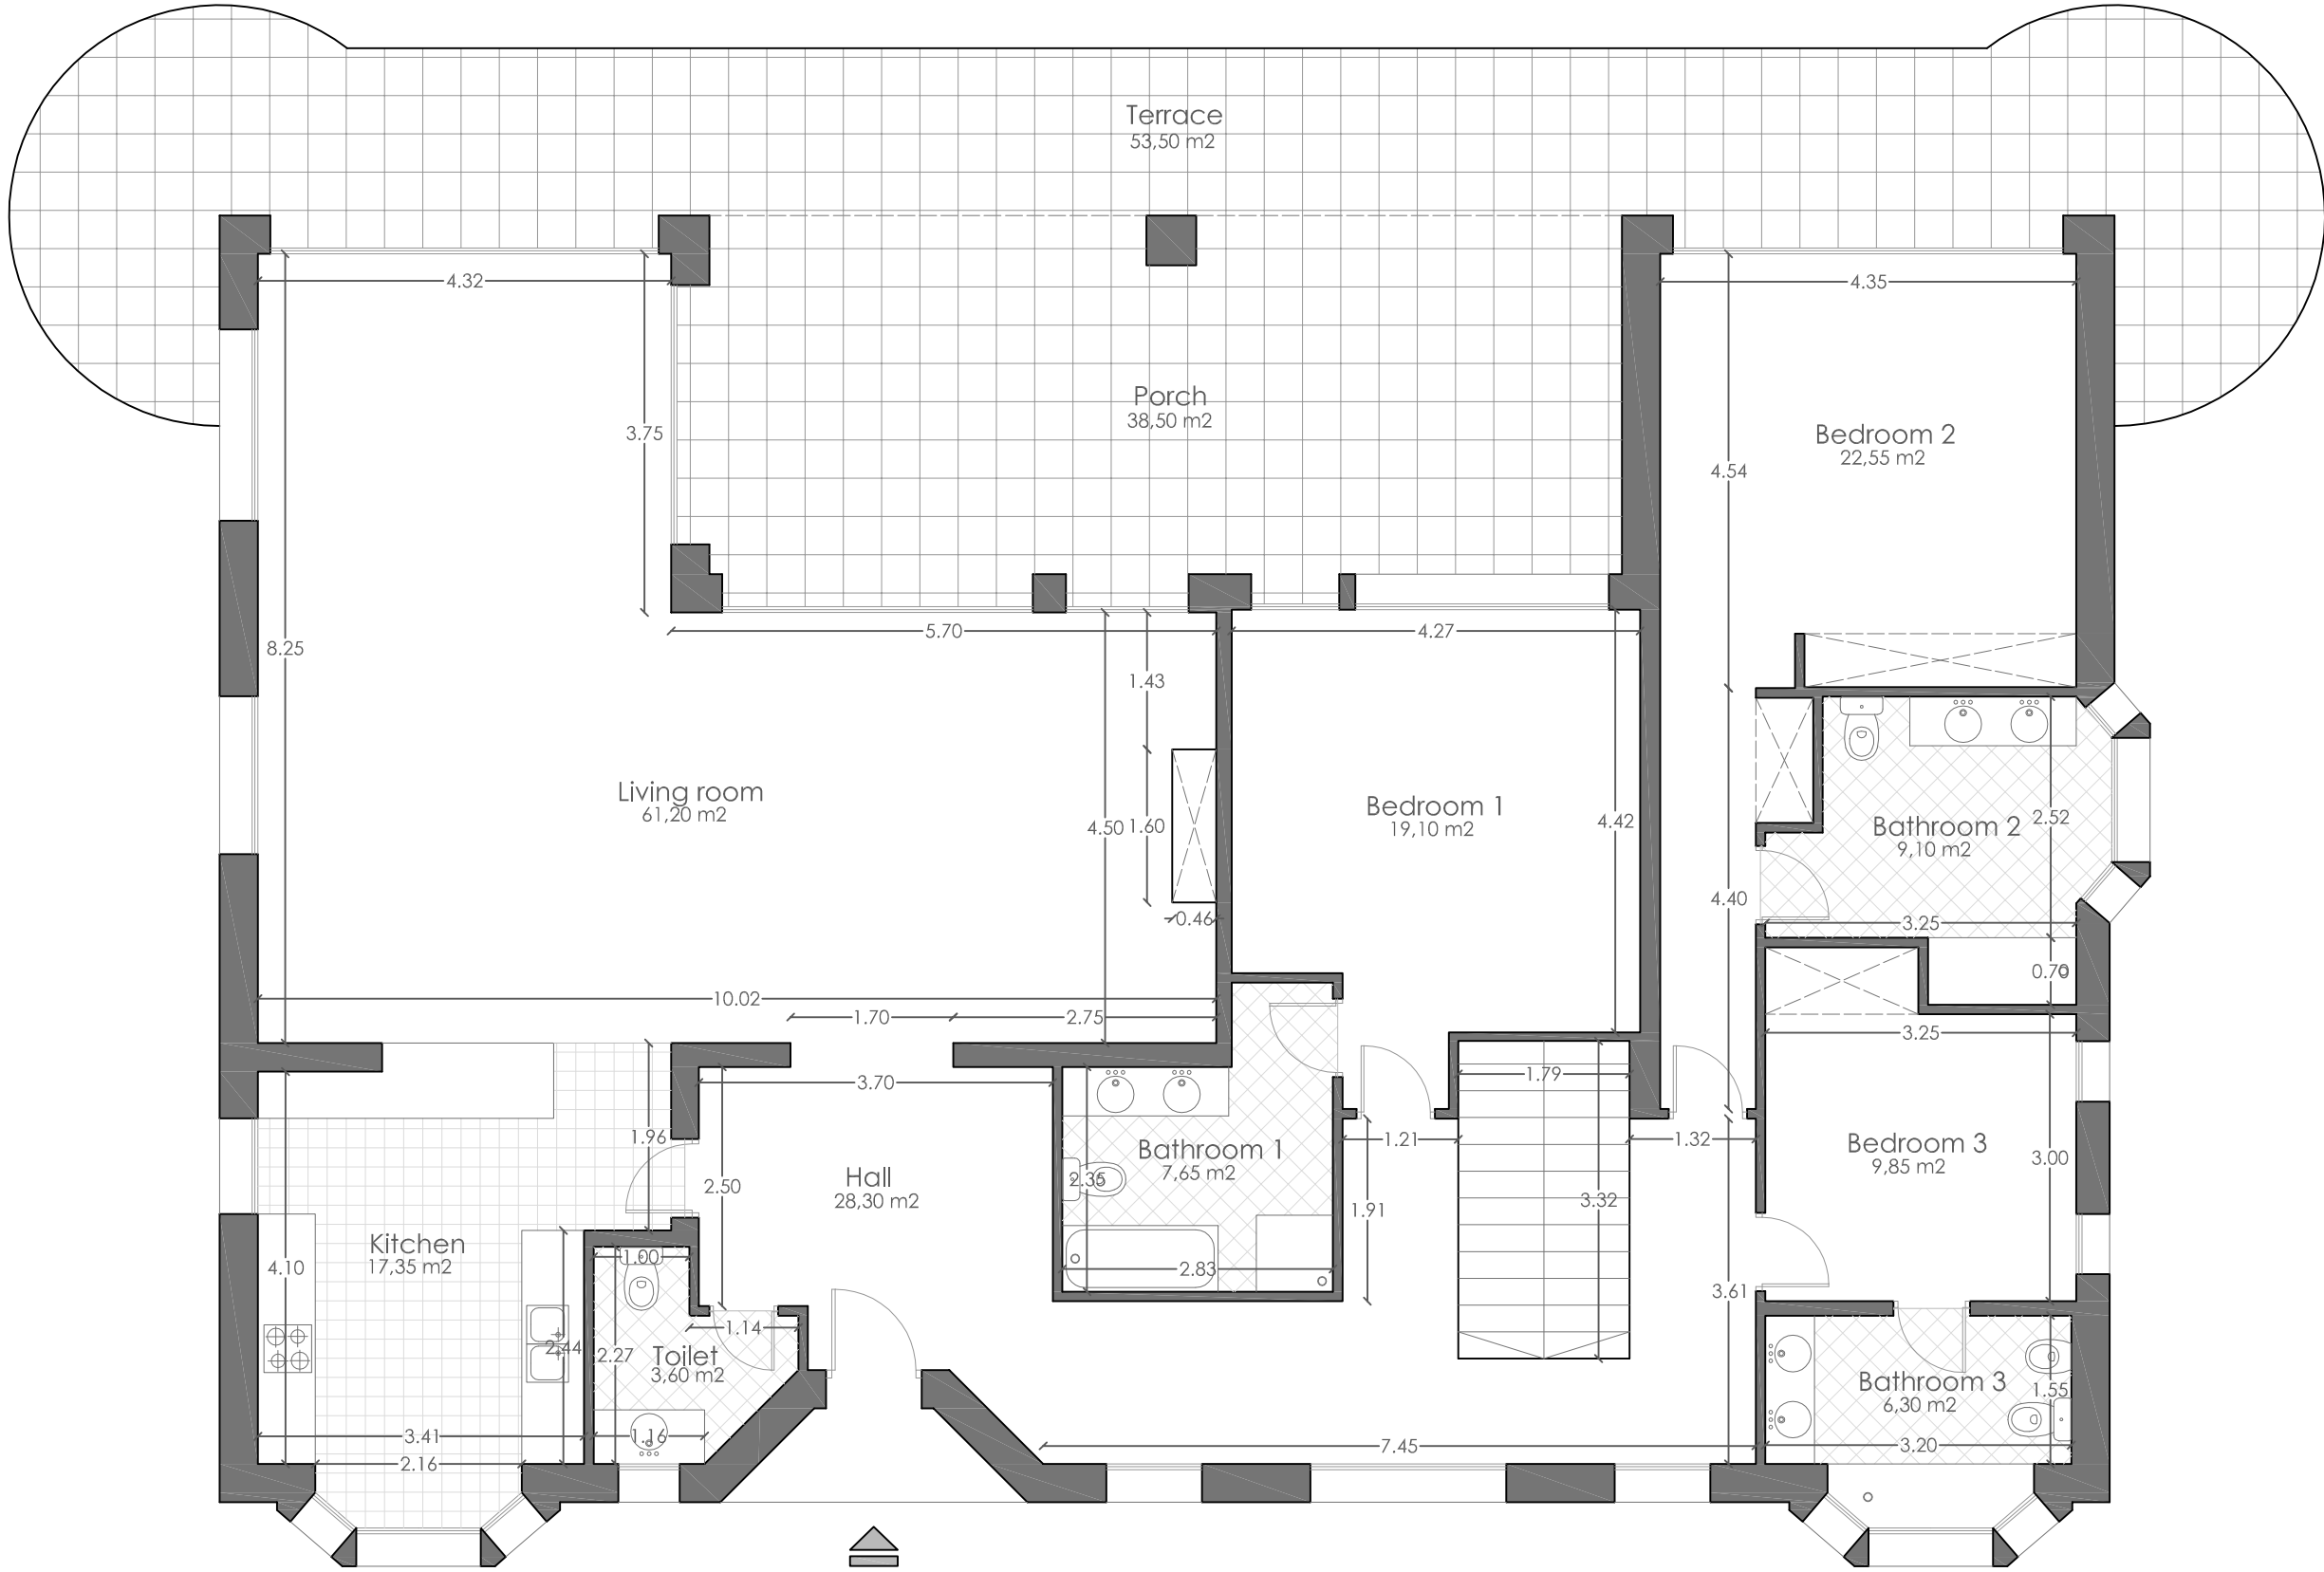 Terrace
53,50 m2
4.32
4.35
Porch
38,50 m2
3.75
Bedroom 2
22,55 m2
4.54
8.25
5.70
4.27
1.43
Living room
61,20 m2
4.50
1.60
Bedroom 1
19,10 m2
4.42
Bathroom 2
9,10 m2
2.52
4.40
0.46
3.25
0.70
10.02
1.70
2.75
3.25
3.70
1.79
1.96
1.21
1.32
Bathroom 1
7,65 m2
2.35
Bedroom 3
9,85 m2
3.00
Hall
28,30 m2
2.50
3.32
1.91
Kitchen
17,35 m2
4.10
1.00
2.83
3.61
1.14
2.44
2.27
Toilet
3,60 m2
Bathroom 3
6,30 m2
1.55
3.41
1.16
7.45
3.20
2.16